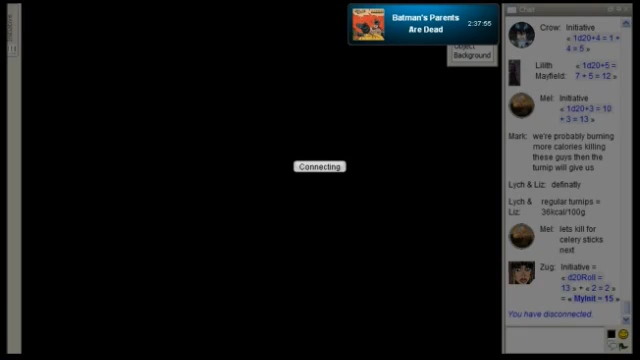 Chat
Batman's Parents
Are Dead
2:37:55
Object
Background
Connecting
Crow: Initiative
« 1d20+4 = 1 +
4 = 5 »
Lilith « 1d20+5 =
Mayfield: 7 + 5 = 12 »
Mel: Initiative
« 1d20+3 = 10
+ 3 = 13 »
Mark: we're probably burning
more calories killing
these guys then the
turnip will give us
Lych & Liz: definatly
Lych & regular turnips =
Liz: 36kcal/100g
Mel: lets kill for
celery sticks
next
Zug: Initiative =
« d20Roll =
13 » + « 2 = 2 »
= « MyInit = 15 »
You have disconnected.